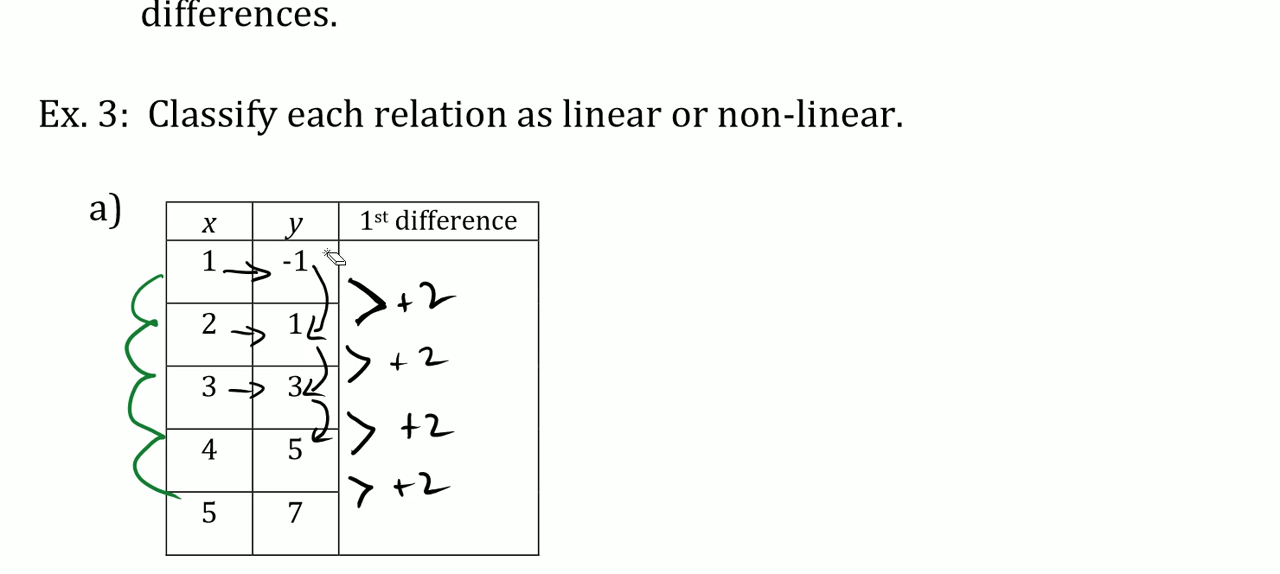 differences.
Ex. 3: Classify each relation as linear or non-linear.
a)
x y 1st difference
1 -1
> +2
2 1
> +2
3 3
> +2
4 5
> +2
5 7